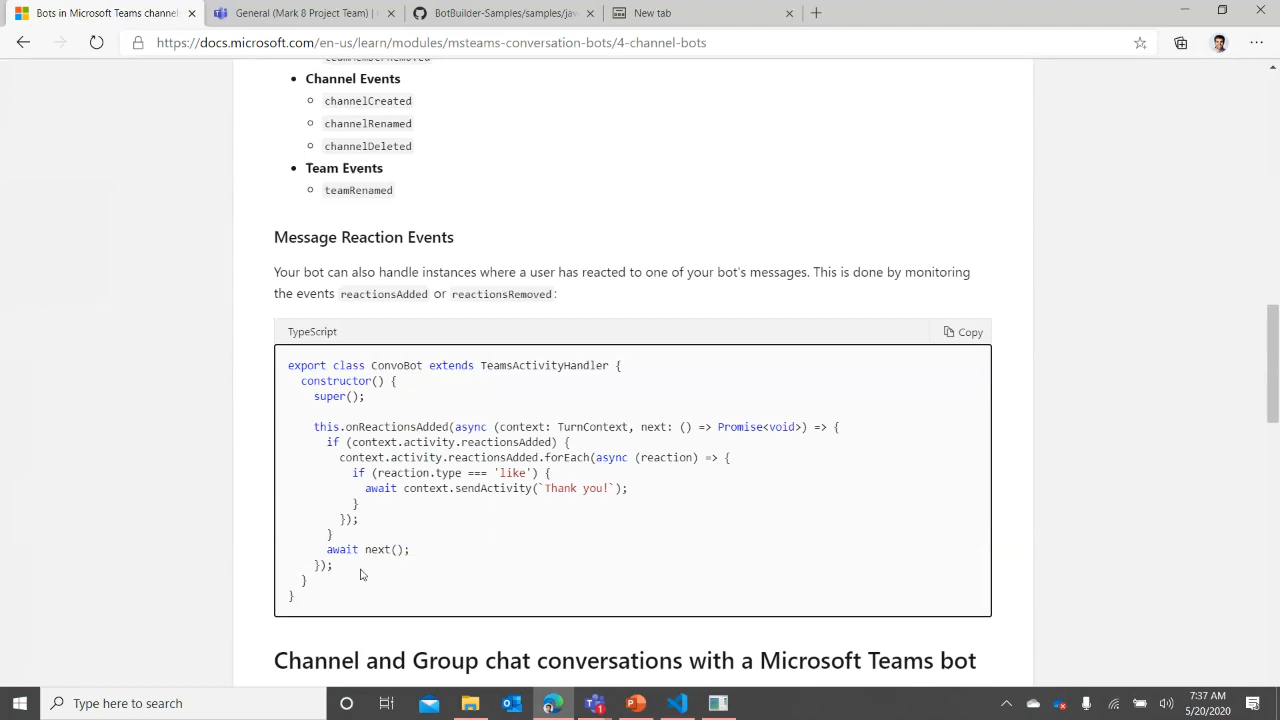 Bots in Microsoft Teams channel
General (Mark 8 Project Team) |
BotBuilder-Samples/samples/jav
New tab
https://docs.microsoft.com/en-us/learn/modules/msteams-conversation-bots/4-channel-bots
teamMemberRemoved
Channel Events
channelCreated
channelRenamed
channelDeleted
Team Events
teamRenamed
Message Reaction Events
Your bot can also handle instances where a user has reacted to one of your bot's messages. This is done by monitoring
the events reactionsAdded or reactionsRemoved:
TypeScript
Copy
export class ConvoBot extends TeamsActivityHandler {
constructor() {
super();
this.onReactionsAdded(async (context: TurnContext, next: () => Promise<void>) => {
if (context.activity.reactionsAdded) {
context.activity.reactionsAdded.forEach(async (reaction) => {
if (reaction.type === 'like') {
await context.sendActivity(`Thank you!`);
}
});
}
await next();
});
}
}
Channel and Group chat conversations with a Microsoft Teams bot
Type here to search
7:37 AM
5/20/2020